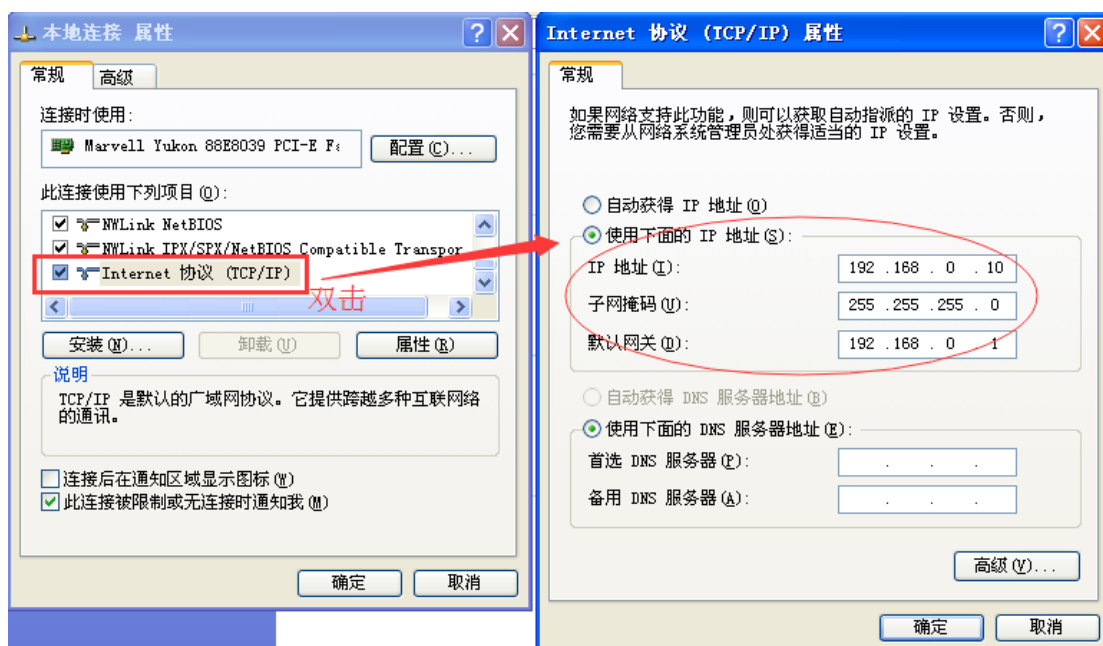 本地连接 属性
常规
高级
连接时使用:
Marvell Yukon 88E8039 PCI-E Fa
配置(C)...
此连接使用下列项目(O):
NWLink NetBIOS
NWLink IPX/SPX/NetBIOS Compatible Transpor
Internet 协议 (TCP/IP)
双击
安装(N)...
卸载(U)
属性(R)
说明
TCP/IP 是默认的广域网协议。它提供跨越多种互联网络
的通讯。
连接后在通知区域显示图标(W)
此连接被限制或无连接时通知我(M)
确定
取消
Internet 协议 (TCP/IP) 属性
常规
如果网络支持此功能，则可以获取自动指派的 IP 设置。否则，
您需要从网络系统管理员处获得适当的 IP 设置。
自动获得 IP 地址(O)
使用下面的 IP 地址(S):
IP 地址(I): 192 .168 . 0 . 10
子网掩码(U): 255 .255 .255 . 0
默认网关(D): 192 .168 . 0 . 1
自动获得 DNS 服务器地址(B)
使用下面的 DNS 服务器地址(E):
首选 DNS 服务器(P): . . .
备用 DNS 服务器(A): . . .
高级(V)...
确定
取消